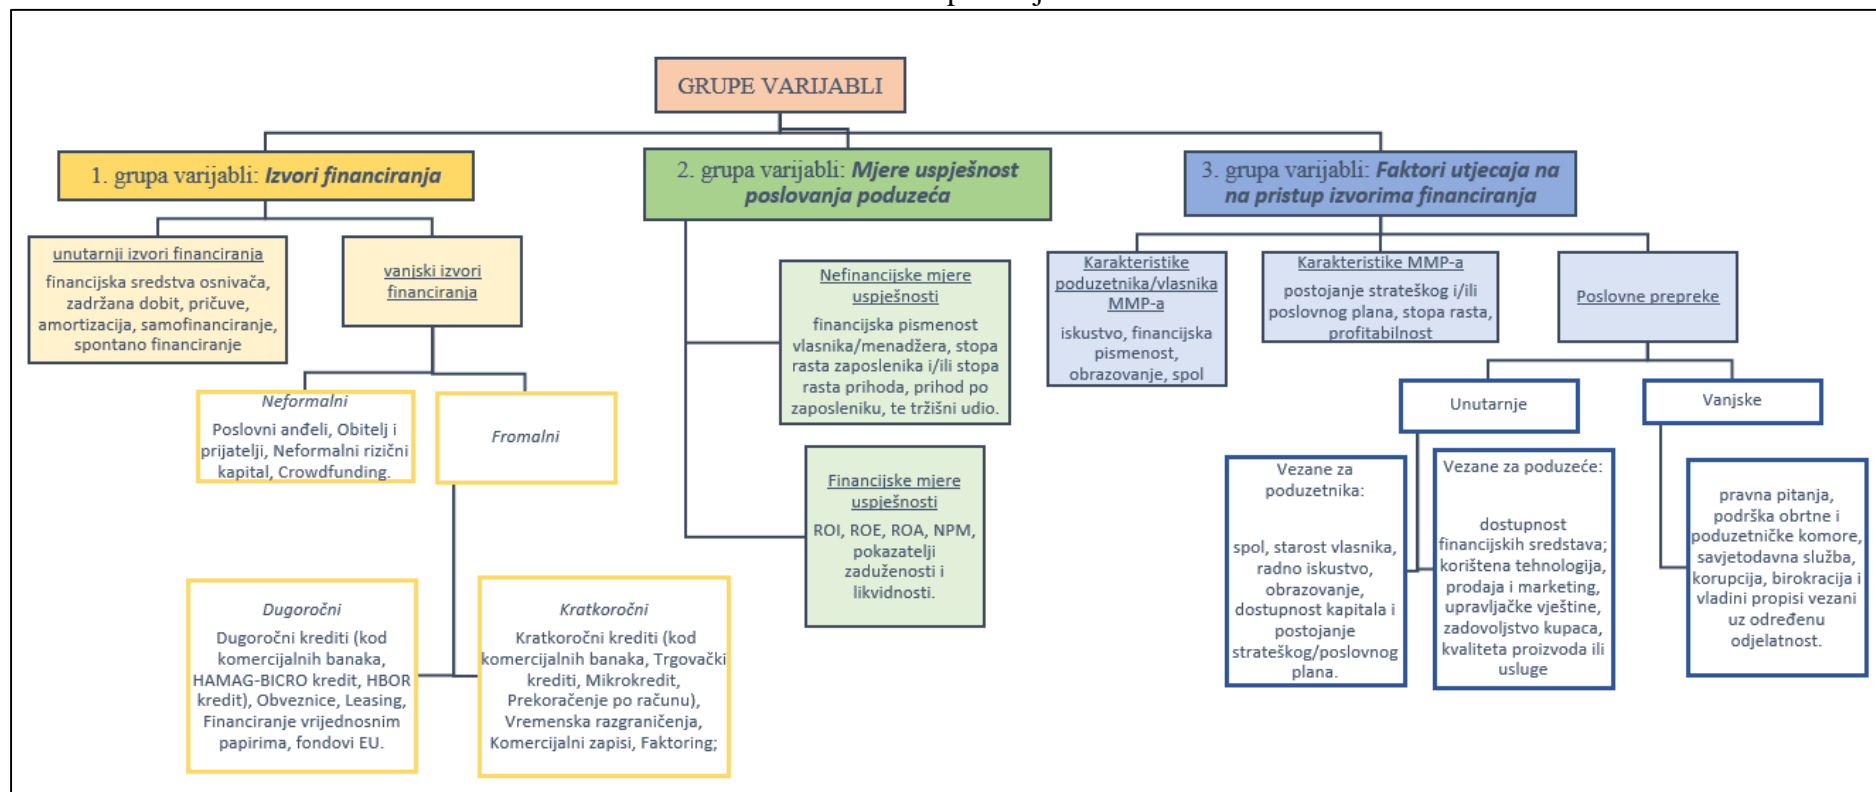 GRUPE VARIJABLI
1. grupa varijabli: Izvori financiranja
unutarnji izvori financiranja
financijska sredstva osnivača,
zadržana dobit, pričuve,
amortizacija, samofinanciranje,
spontano financiranje
vanjski izvori
financiranja
Neformalni
Poslovni anđeli, Obitelj i
prijatelji, Neformalni rizični
kapital, Crowdfunding.
Fromalni
Dugoročni
Dugoročni krediti (kod
komercijalnih banaka,
HAMAG-BICRO kredit, HBOR
kredit), Obveznice, Leasing,
Financiranje vrijednosnim
papirima, fondovi EU.
Kratkoročni
Kratkoročni krediti (kod
komercijalnih banaka, Trgovački
krediti, Mikrokredit,
Prekoračenje po računu),
Vremenska razgraničenja,
Komercijalni zapisi, Faktoring;
2. grupa varijabli: Mjere uspješnost
poslovanja poduzeća
Nefinancijske mjere
uspješnosti
financijska pismenost
vlasnika/menadžera, stopa
rasta zaposlenika i/ili stopa
rasta prihoda, prihod po
zaposleniku, te tržišni udio.
Financijske mjere
uspješnosti
ROI, ROE, ROA, NPM,
pokazatelji
zaduženosti i
likvidnosti.
3. grupa varijabli: Faktori utjecaja na
na pristup izvorima financiranja
Karakteristike
poduzetnika/vlasnika
MMP-a
iskustvo, financijska
pismenost,
obrazovanje, spol
Karakteristike MMP-a
postojanje strateškog i/ili
poslovnog plana, stopa rasta,
profitabilnost
Poslovne prepreke
Unutarnje
Vezane za
poduzetnika:
spol, starost vlasnika,
radno iskustvo,
obrazovanje,
dostupnost kapitala i
postojanje
strateškog/poslovnog
plana.
Vezane za poduzeće:
dostupnost
financijskih sredstava;
korištena tehnologija,
prodaja i marketing,
upravljačke vještine,
zadovoljstvo kupaca,
kvaliteta proizvoda ili
usluge
Vanjske
pravna pitanja,
podrška obrtne i
poduzetničke komore,
savjetodavna služba,
korupcija, birokracija i
vladini propisi vezani
uz određenu
odjelatnost.